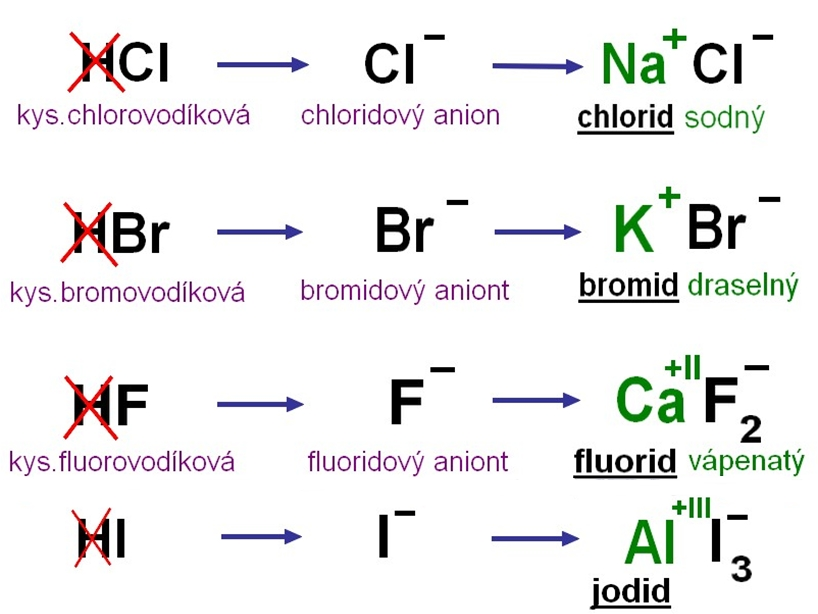 HCl Cl⁻ Na⁺Cl⁻
kys.chlorovodíková chloridový anion chlorid sodný
HBr Br⁻ K⁺Br⁻
kys.bromovodíková bromidový aniont bromid draselný
HF F⁻ Ca⁺ᴵᴵF₂⁻
kys.fluorovodíková fluoridový aniont fluorid vápenatý
HI I⁻ Al⁺ᴵᴵᴵI₃⁻
jodid